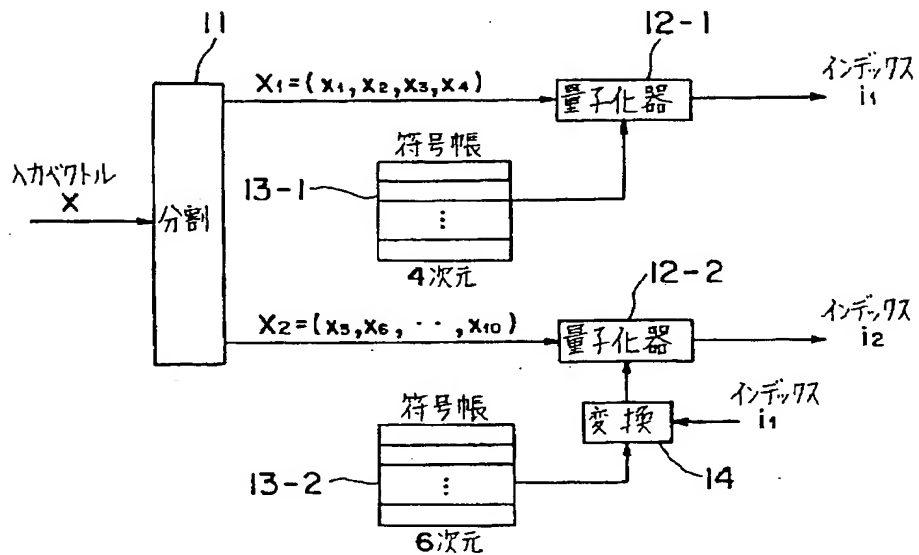 11
12-1
X1=(x1,x2,x3,x4)
インデックス
i1
量子化器
入力ベクトル
X
分割
符号帳
13-1
⋮
4次元
12-2
X2=(x5,x6,··,x10)
インデックス
i2
量子化器
符号帳
インデックス
i1
変換
13-2
⋮
14
6次元